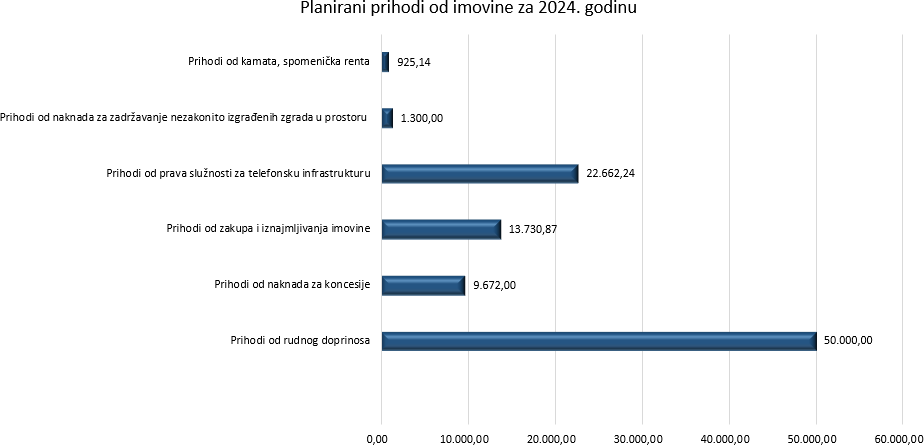 Planirani prihodi od imovine za 2024. godinu
Prihodi od kamata, spomenička renta 925,14
Prihodi od naknada za zadržavanje nezakonito izgrađenih zgrada u prostoru 1.300,00
Prihodi od prava služnosti za telefonsku infrastrukturu 22.662,24
Prihodi od zakupa i iznajmljivanja imovine 13.730,87
Prihodi od naknada za koncesije 9.672,00
Prihodi od rudnog doprinosa 50.000,00
0,00 10.000,00 20.000,00 30.000,00 40.000,00 50.000,00 60.000,00